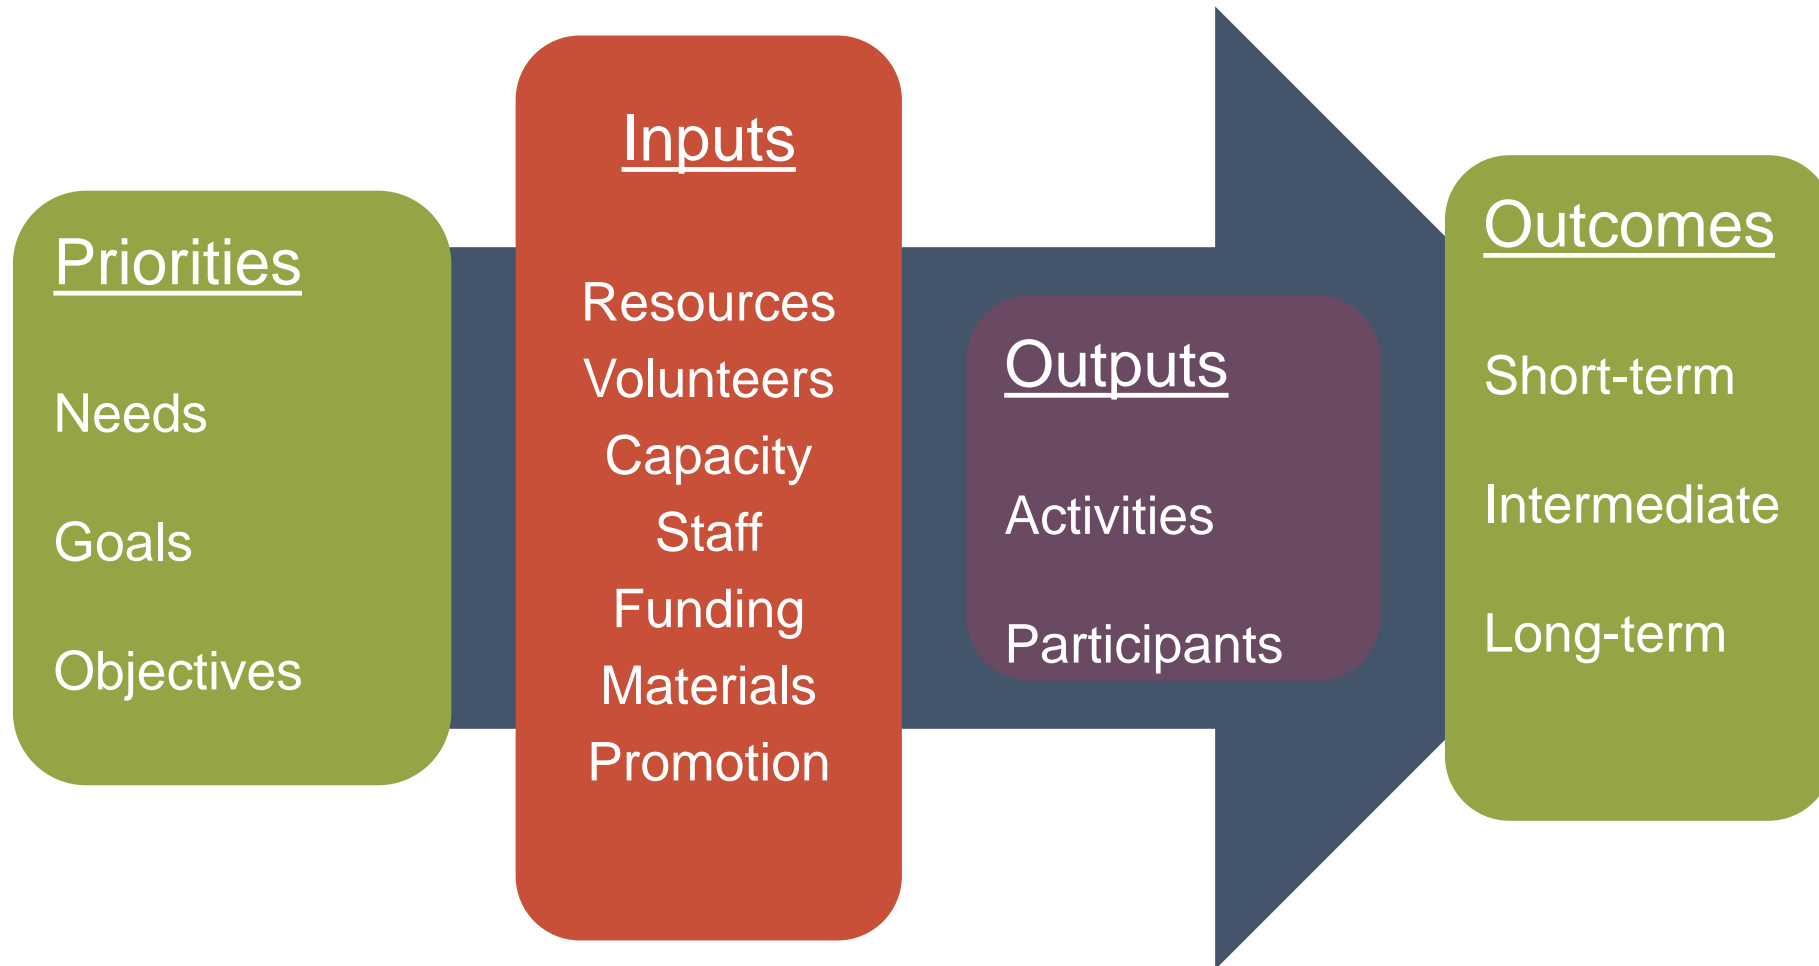 Priorities
Needs
Goals
Objectives
Inputs
Resources
Volunteers
Capacity
Staff
Funding
Materials
Promotion
Outputs
Activities
Participants
Outcomes
Short-term
Intermediate
Long-term